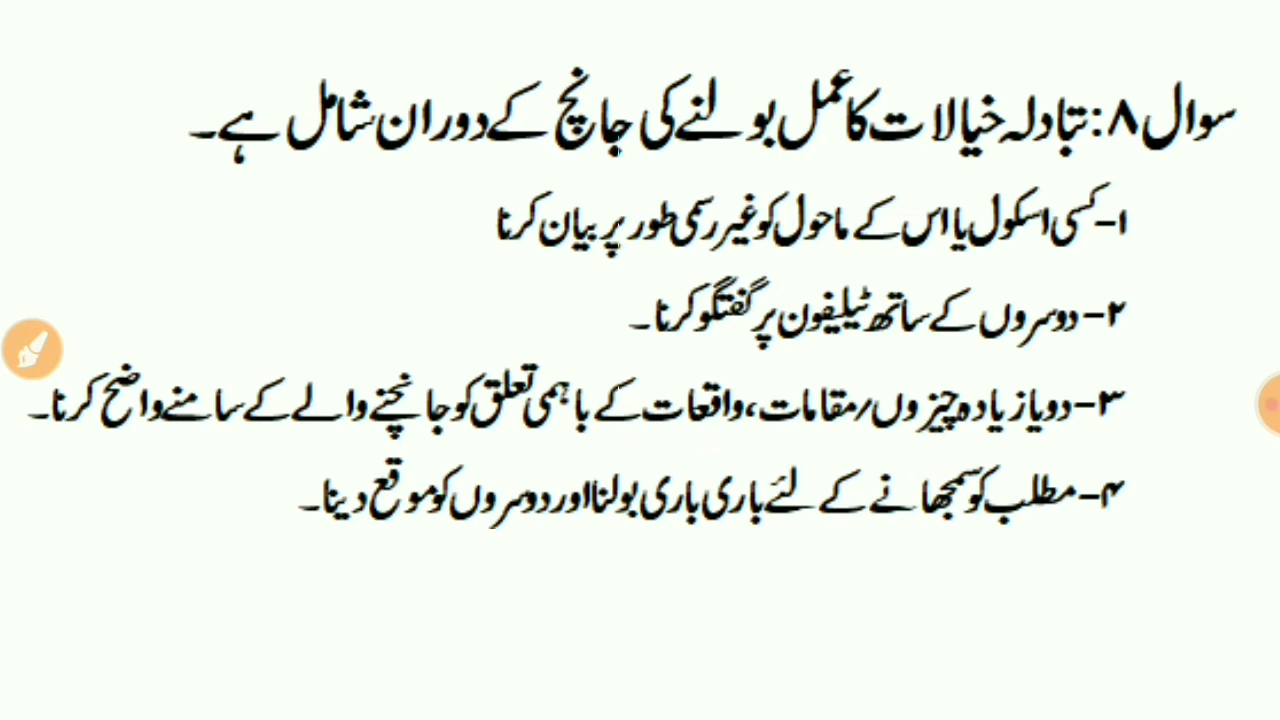 سوال ۸: تبادلہ خیالات کا عمل بولنے کی جانچ کے دوران شامل ہے۔
۱- کسی اسکول یا اس کے ماحول کو غیر رسمی طور پر بیان کرنا
۲- دوسروں کے ساتھ ٹیلیفون پر گفتگو کرنا۔
۳- دو یا زیادہ چیزوں؍مقامات، واقعات کے باہمی تعلق کو جانچنے والے کے سامنے واضح کرنا۔
۴- مطلب کو سمجھانے کے لئے باری باری بولنا اور دوسروں کو موقع دینا۔